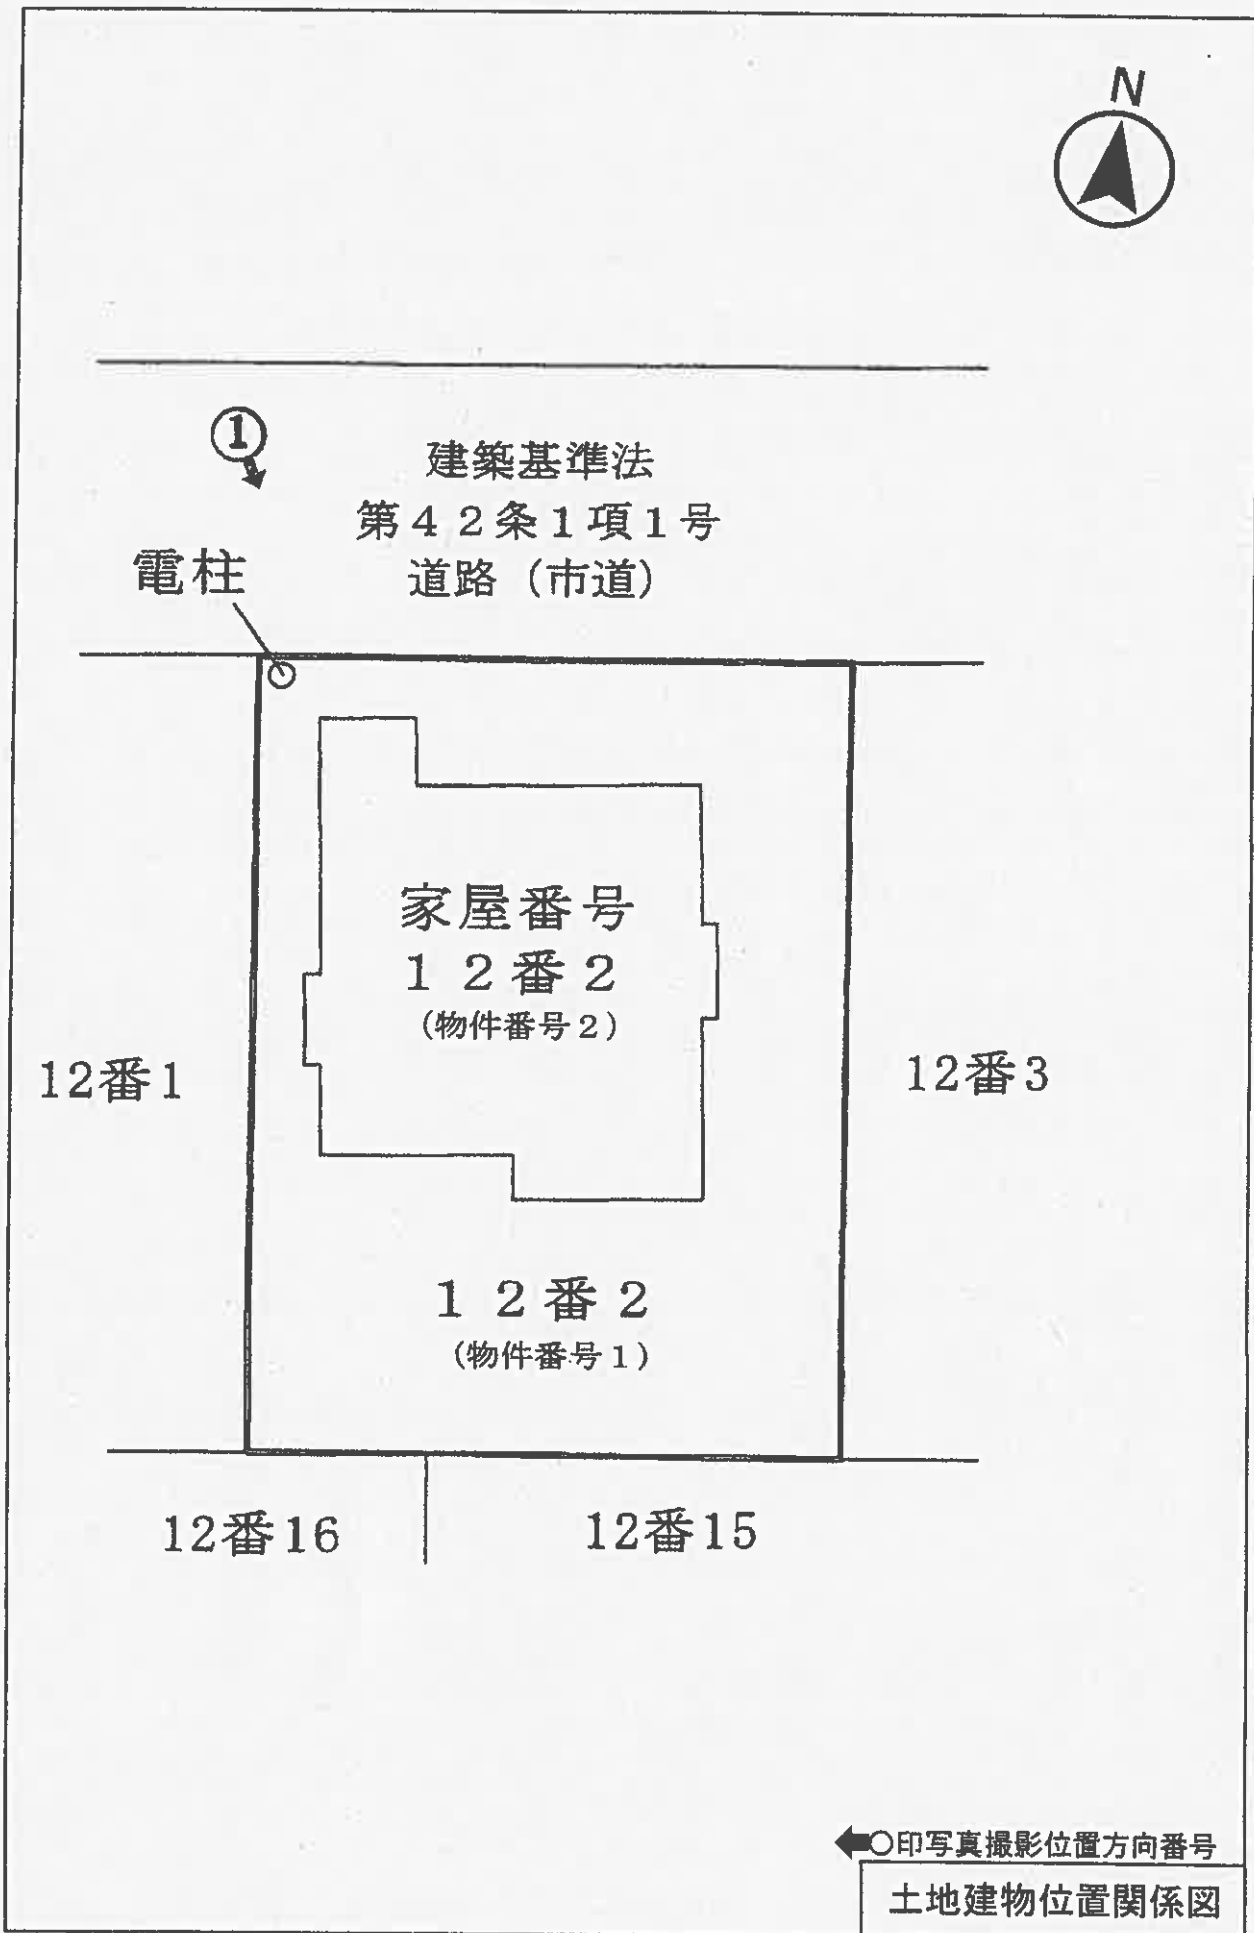 N
①
建築基準法
第４２条１項１号
道路（市道）
電柱
家屋番号
１２番２
（物件番号２）
12番1
12番3
１２番２
（物件番号１）
12番16
12番15
○印写真撮影位置方向番号
土地建物位置関係図